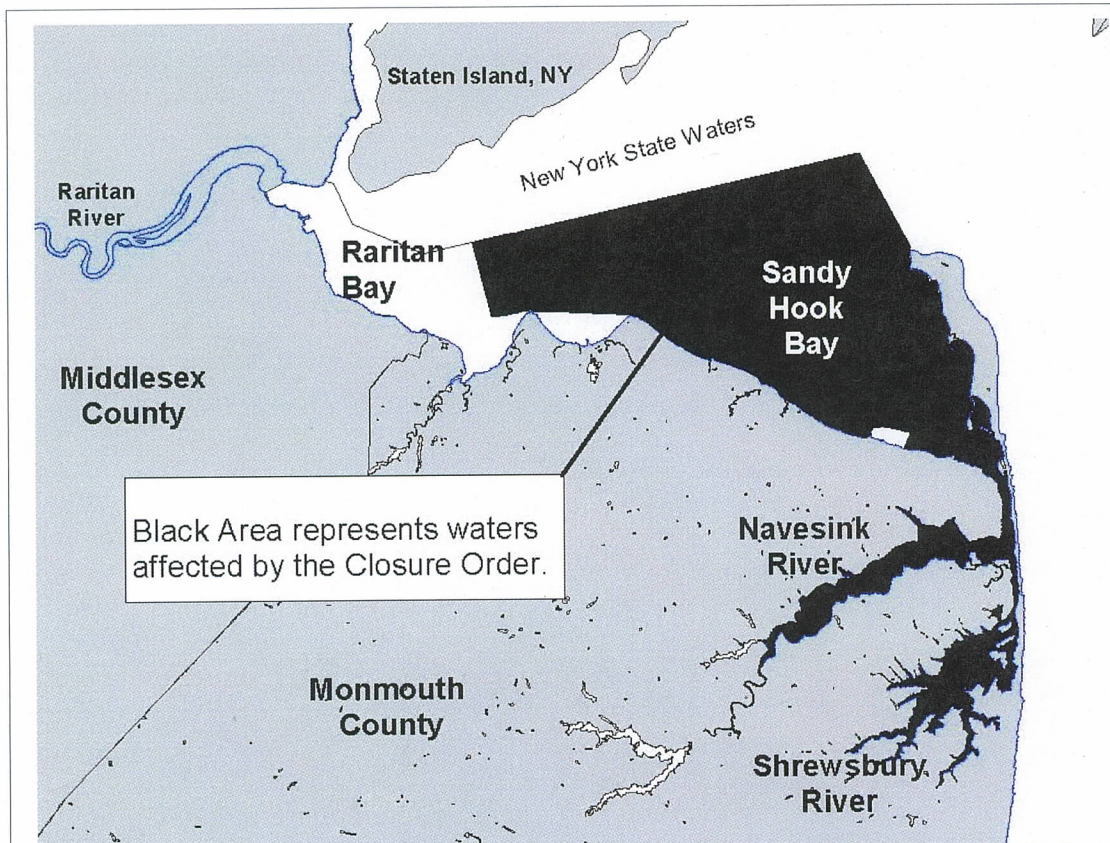 Staten Island, NY
New York State Waters
Raritan
River
Raritan
Bay
Sandy
Hook
Bay
Middlesex
County
Black Area represents waters
affected by the Closure Order.
Navesink
River
Monmouth
County
Shrewsbury
River